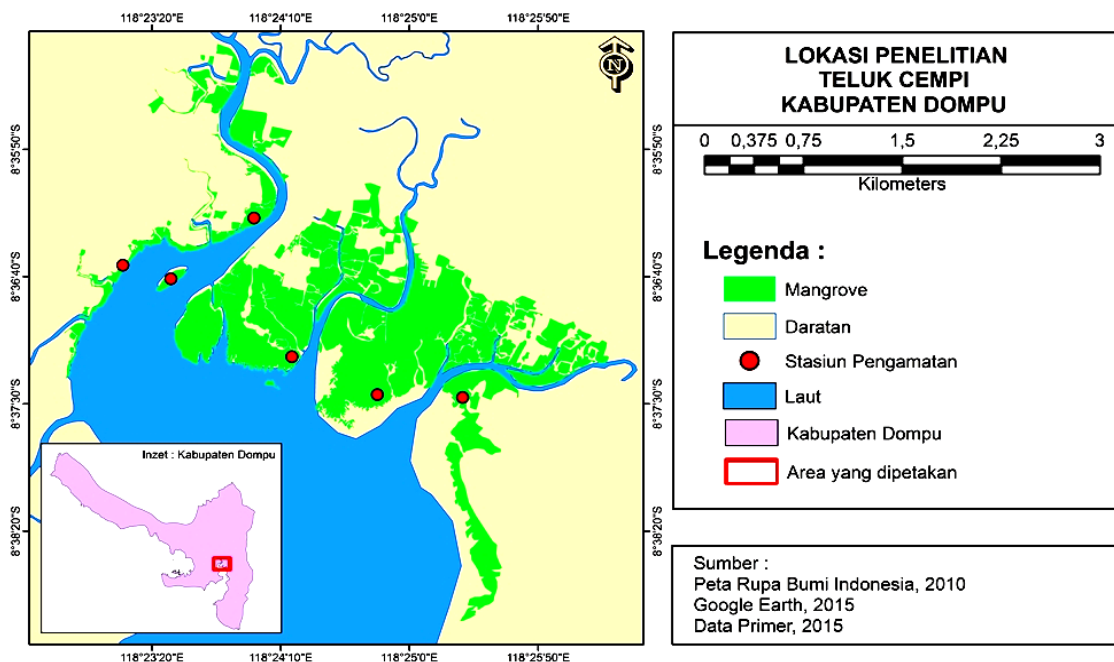 118°23'20"E 118°24'10"E 118°25'00"E 118°25'50"E
N
8°35'50"S
8°36'40"S
8°37'30"S
8°38'20"S
Inzet : Kabupaten Dompu
118°23'20"E 118°24'10"E 118°25'00"E 118°25'50"E
LOKASI PENELITIAN
TELUK CEMPI
KABUPATEN DOMPU
0 0,375 0,75 1,5 2,25 3
Kilometers
Legenda :
Mangrove
Daratan
Stasiun Pengamatan
Laut
Kabupaten Dompu
Area yang dipetakan
Sumber :
Peta Rupa Bumi Indonesia, 2010
Google Earth, 2015
Data Primer, 2015
8°35'50"S
8°36'40"S
8°37'30"S
8°38'20"S